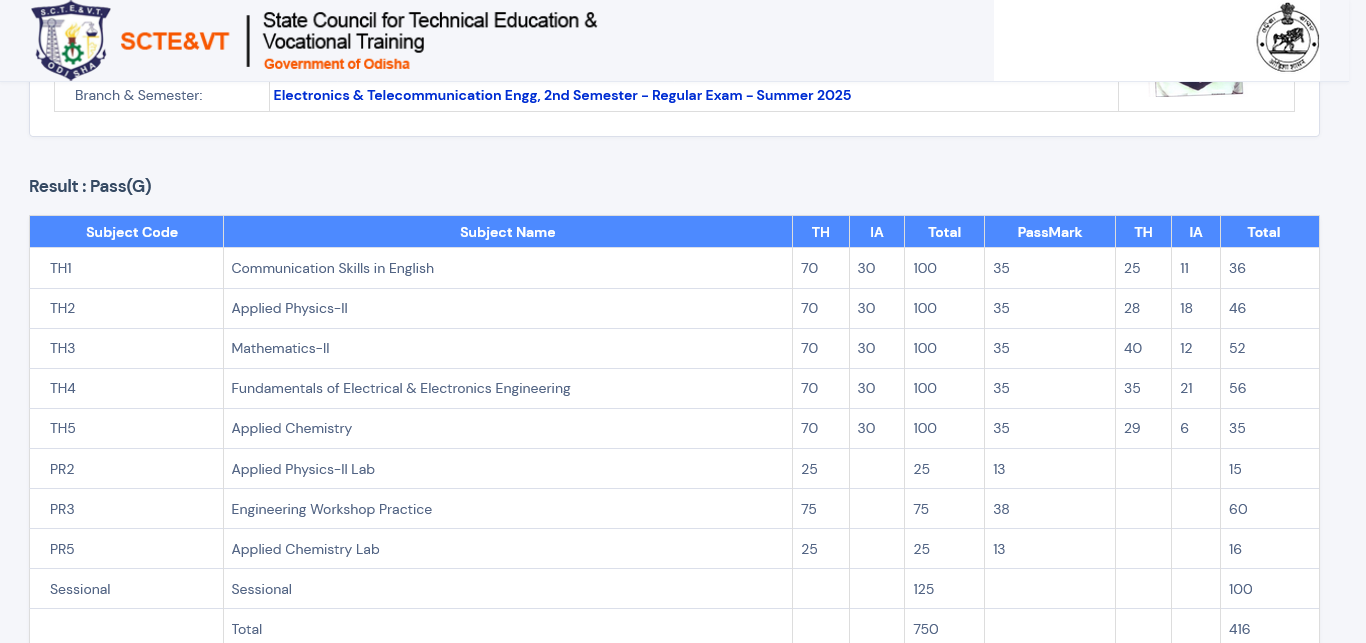 S.C.T.E.&V.T.
ODISHA
SCTE&VT
State Council for Technical Education &
Vocational Training
Government of Odisha
Branch & Semester: Electronics & Telecommunication Engg, 2nd Semester - Regular Exam - Summer 2025
Result : Pass(G)
Subject Code Subject Name TH IA Total PassMark TH IA Total
TH1 Communication Skills in English 70 30 100 35 25 11 36
TH2 Applied Physics-II 70 30 100 35 28 18 46
TH3 Mathematics-II 70 30 100 35 40 12 52
TH4 Fundamentals of Electrical & Electronics Engineering 70 30 100 35 35 21 56
TH5 Applied Chemistry 70 30 100 35 29 6 35
PR2 Applied Physics-II Lab 25 25 13 15
PR3 Engineering Workshop Practice 75 75 38 60
PR5 Applied Chemistry Lab 25 25 13 16
Sessional Sessional 125 100
Total 750 416